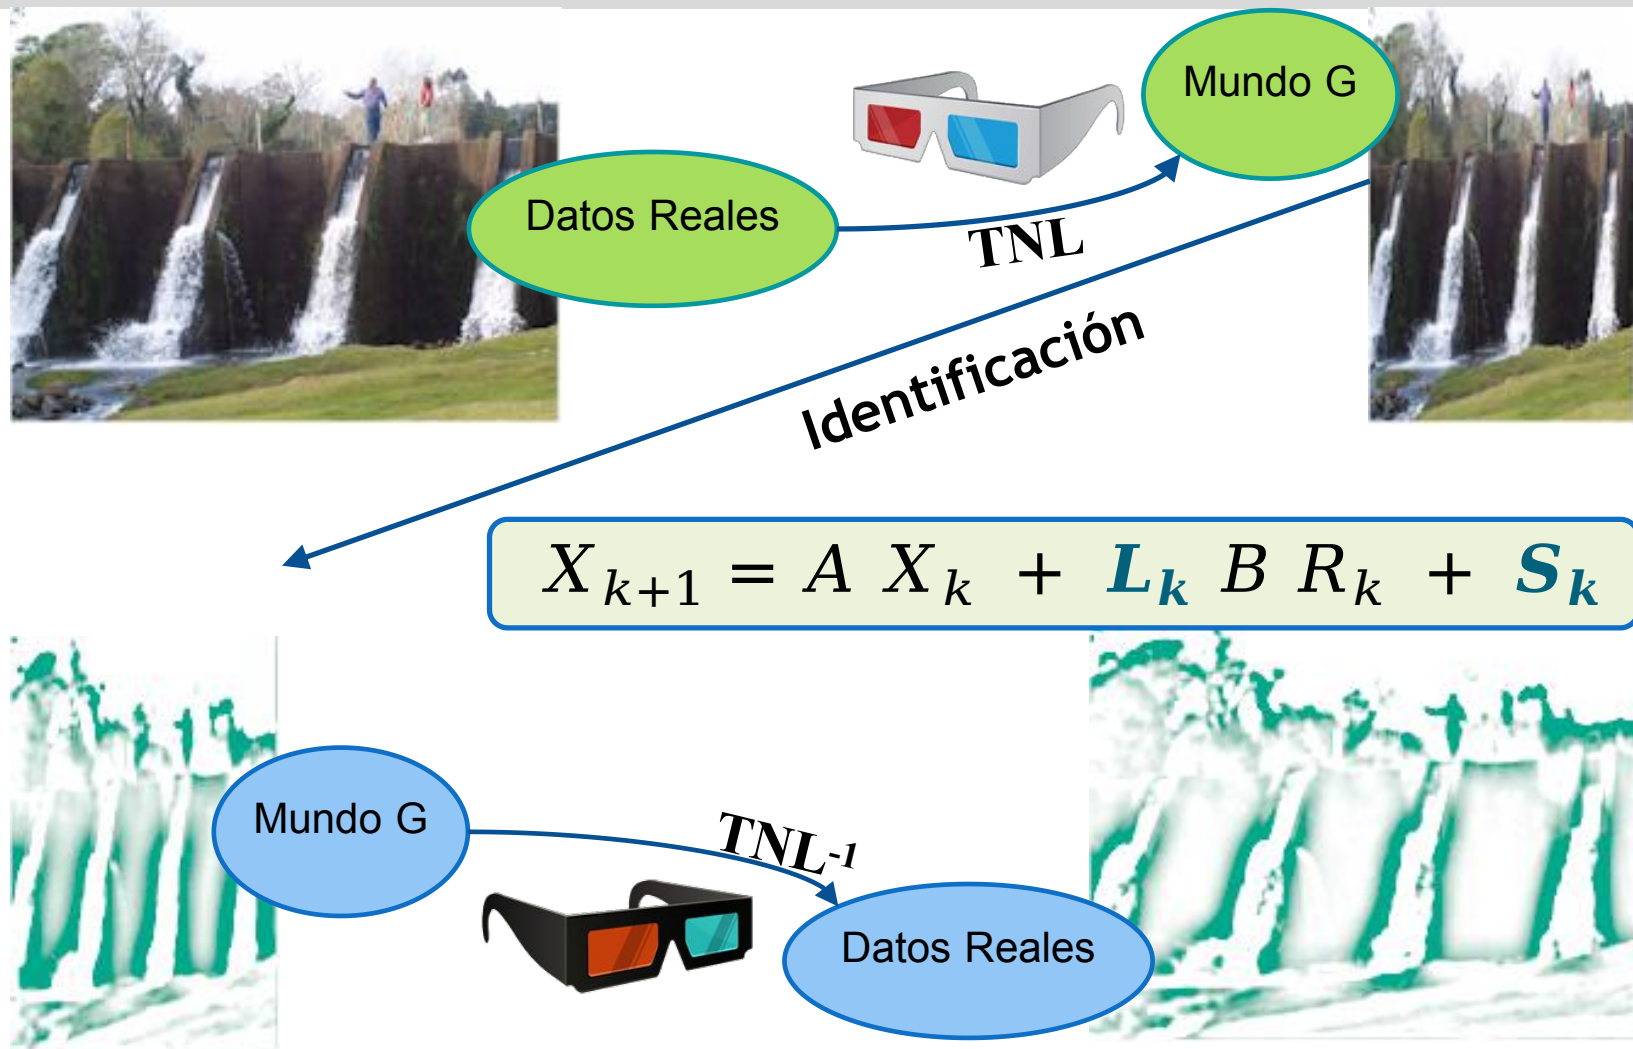 Mundo G
Datos Reales
TNL
Identificación
X_{k+1} = A X_k + L_k B R_k + S_k
Mundo G
TNL⁻¹
Datos Reales